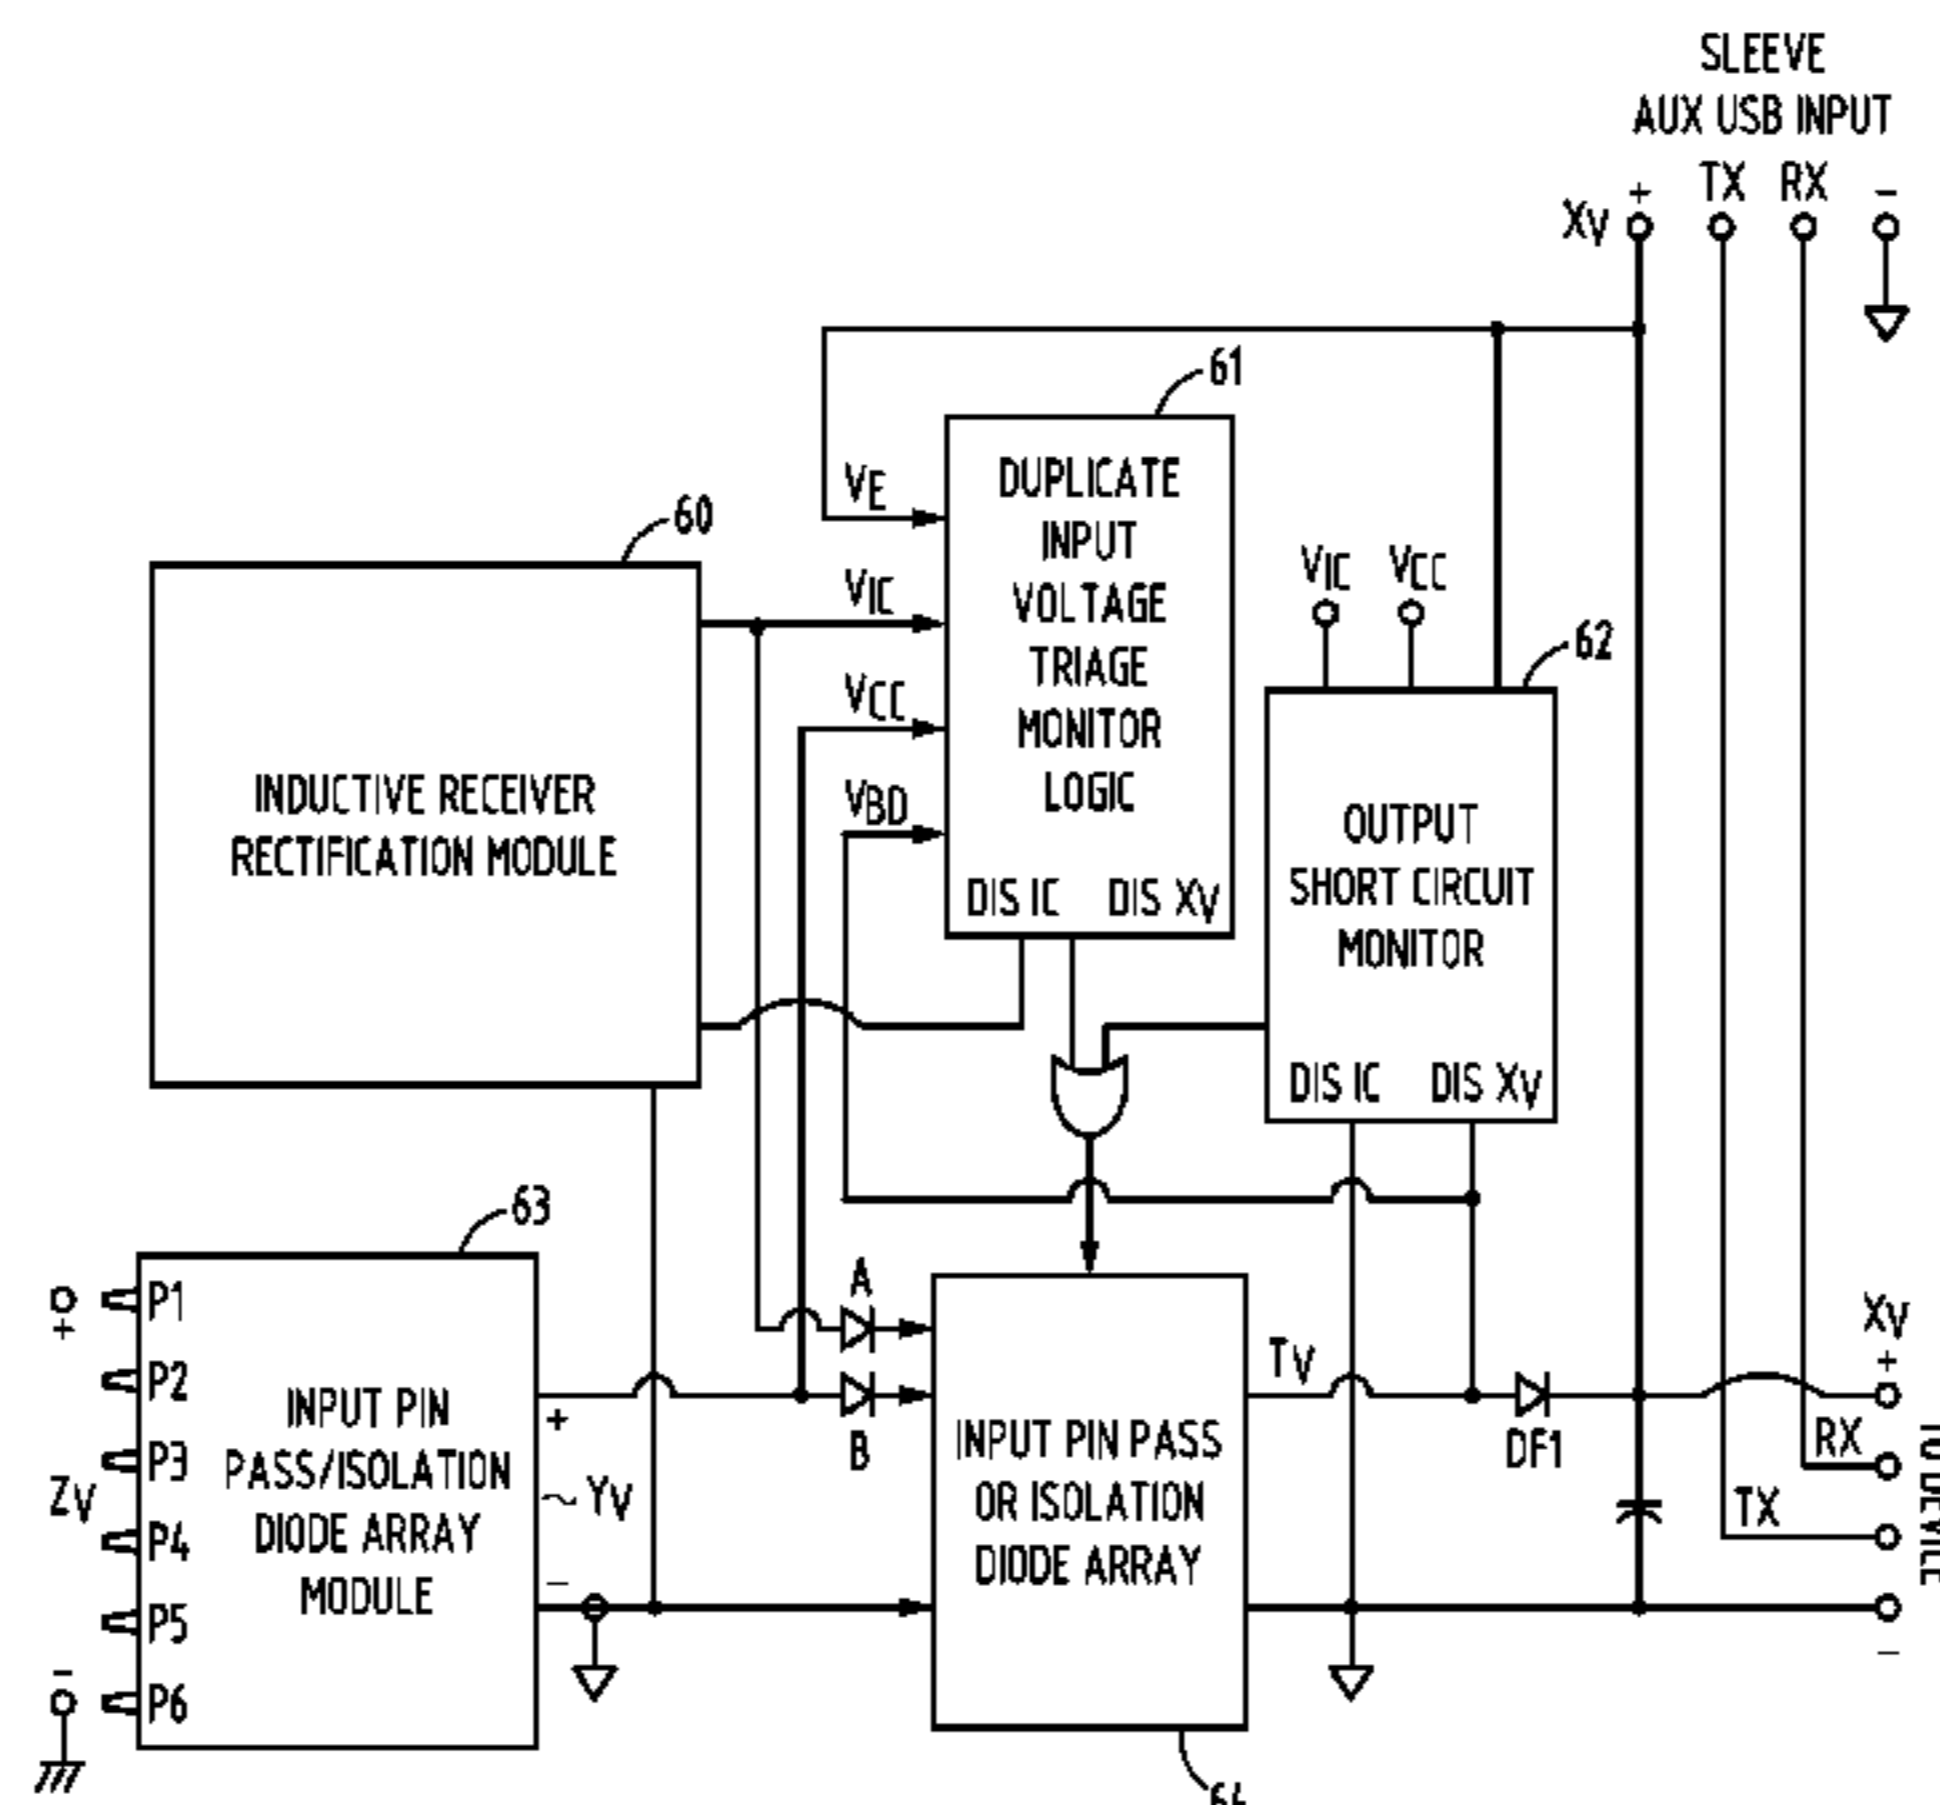 SLEEVE
AUX USB INPUT
XV + TX RX –
61
VE
DUPLICATE
INPUT
VOLTAGE
TRIAGE
MONITOR
LOGIC
VIC
VCC
VBD
DIS IC DIS XV
60
INDUCTIVE RECEIVER
RECTIFICATION MODULE
VIC VCC
62
OUTPUT
SHORT CIRCUIT
MONITOR
DIS IC DIS XV
63
+
P1
P2
P3
P4
P5
P6
ZV
–
INPUT PIN
PASS/ISOLATION
DIODE ARRAY
MODULE
+
~ YV
–
A
B
INPUT PIN PASS
OR ISOLATION
DIODE ARRAY
TV
DF1
XV
+
RX
TX
–
TO DEVICE